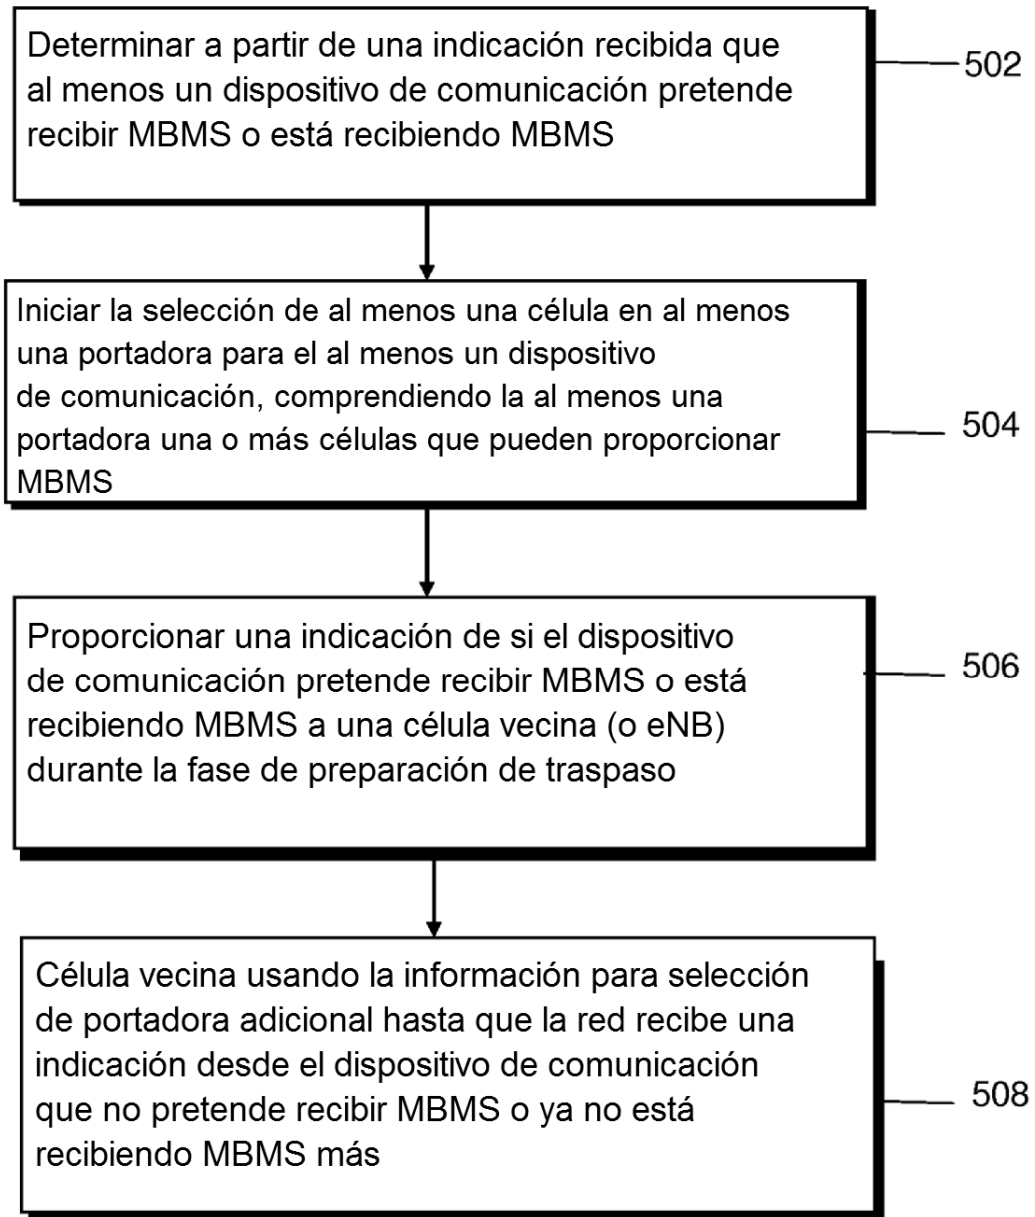 Determinar a partir de una indicación recibida que
al menos un dispositivo de comunicación pretende
recibir MBMS o está recibiendo MBMS
502
Iniciar la selección de al menos una célula en al menos
una portadora para el al menos un dispositivo
de comunicación, comprendiendo la al menos una
portadora una o más células que pueden proporcionar
MBMS
504
Proporcionar una indicación de si el dispositivo
de comunicación pretende recibir MBMS o está
recibiendo MBMS a una célula vecina (o eNB)
durante la fase de preparación de traspaso
506
Célula vecina usando la información para selección
de portadora adicional hasta que la red recibe una
indicación desde el dispositivo de comunicación
que no pretende recibir MBMS o ya no está
recibiendo MBMS más
508